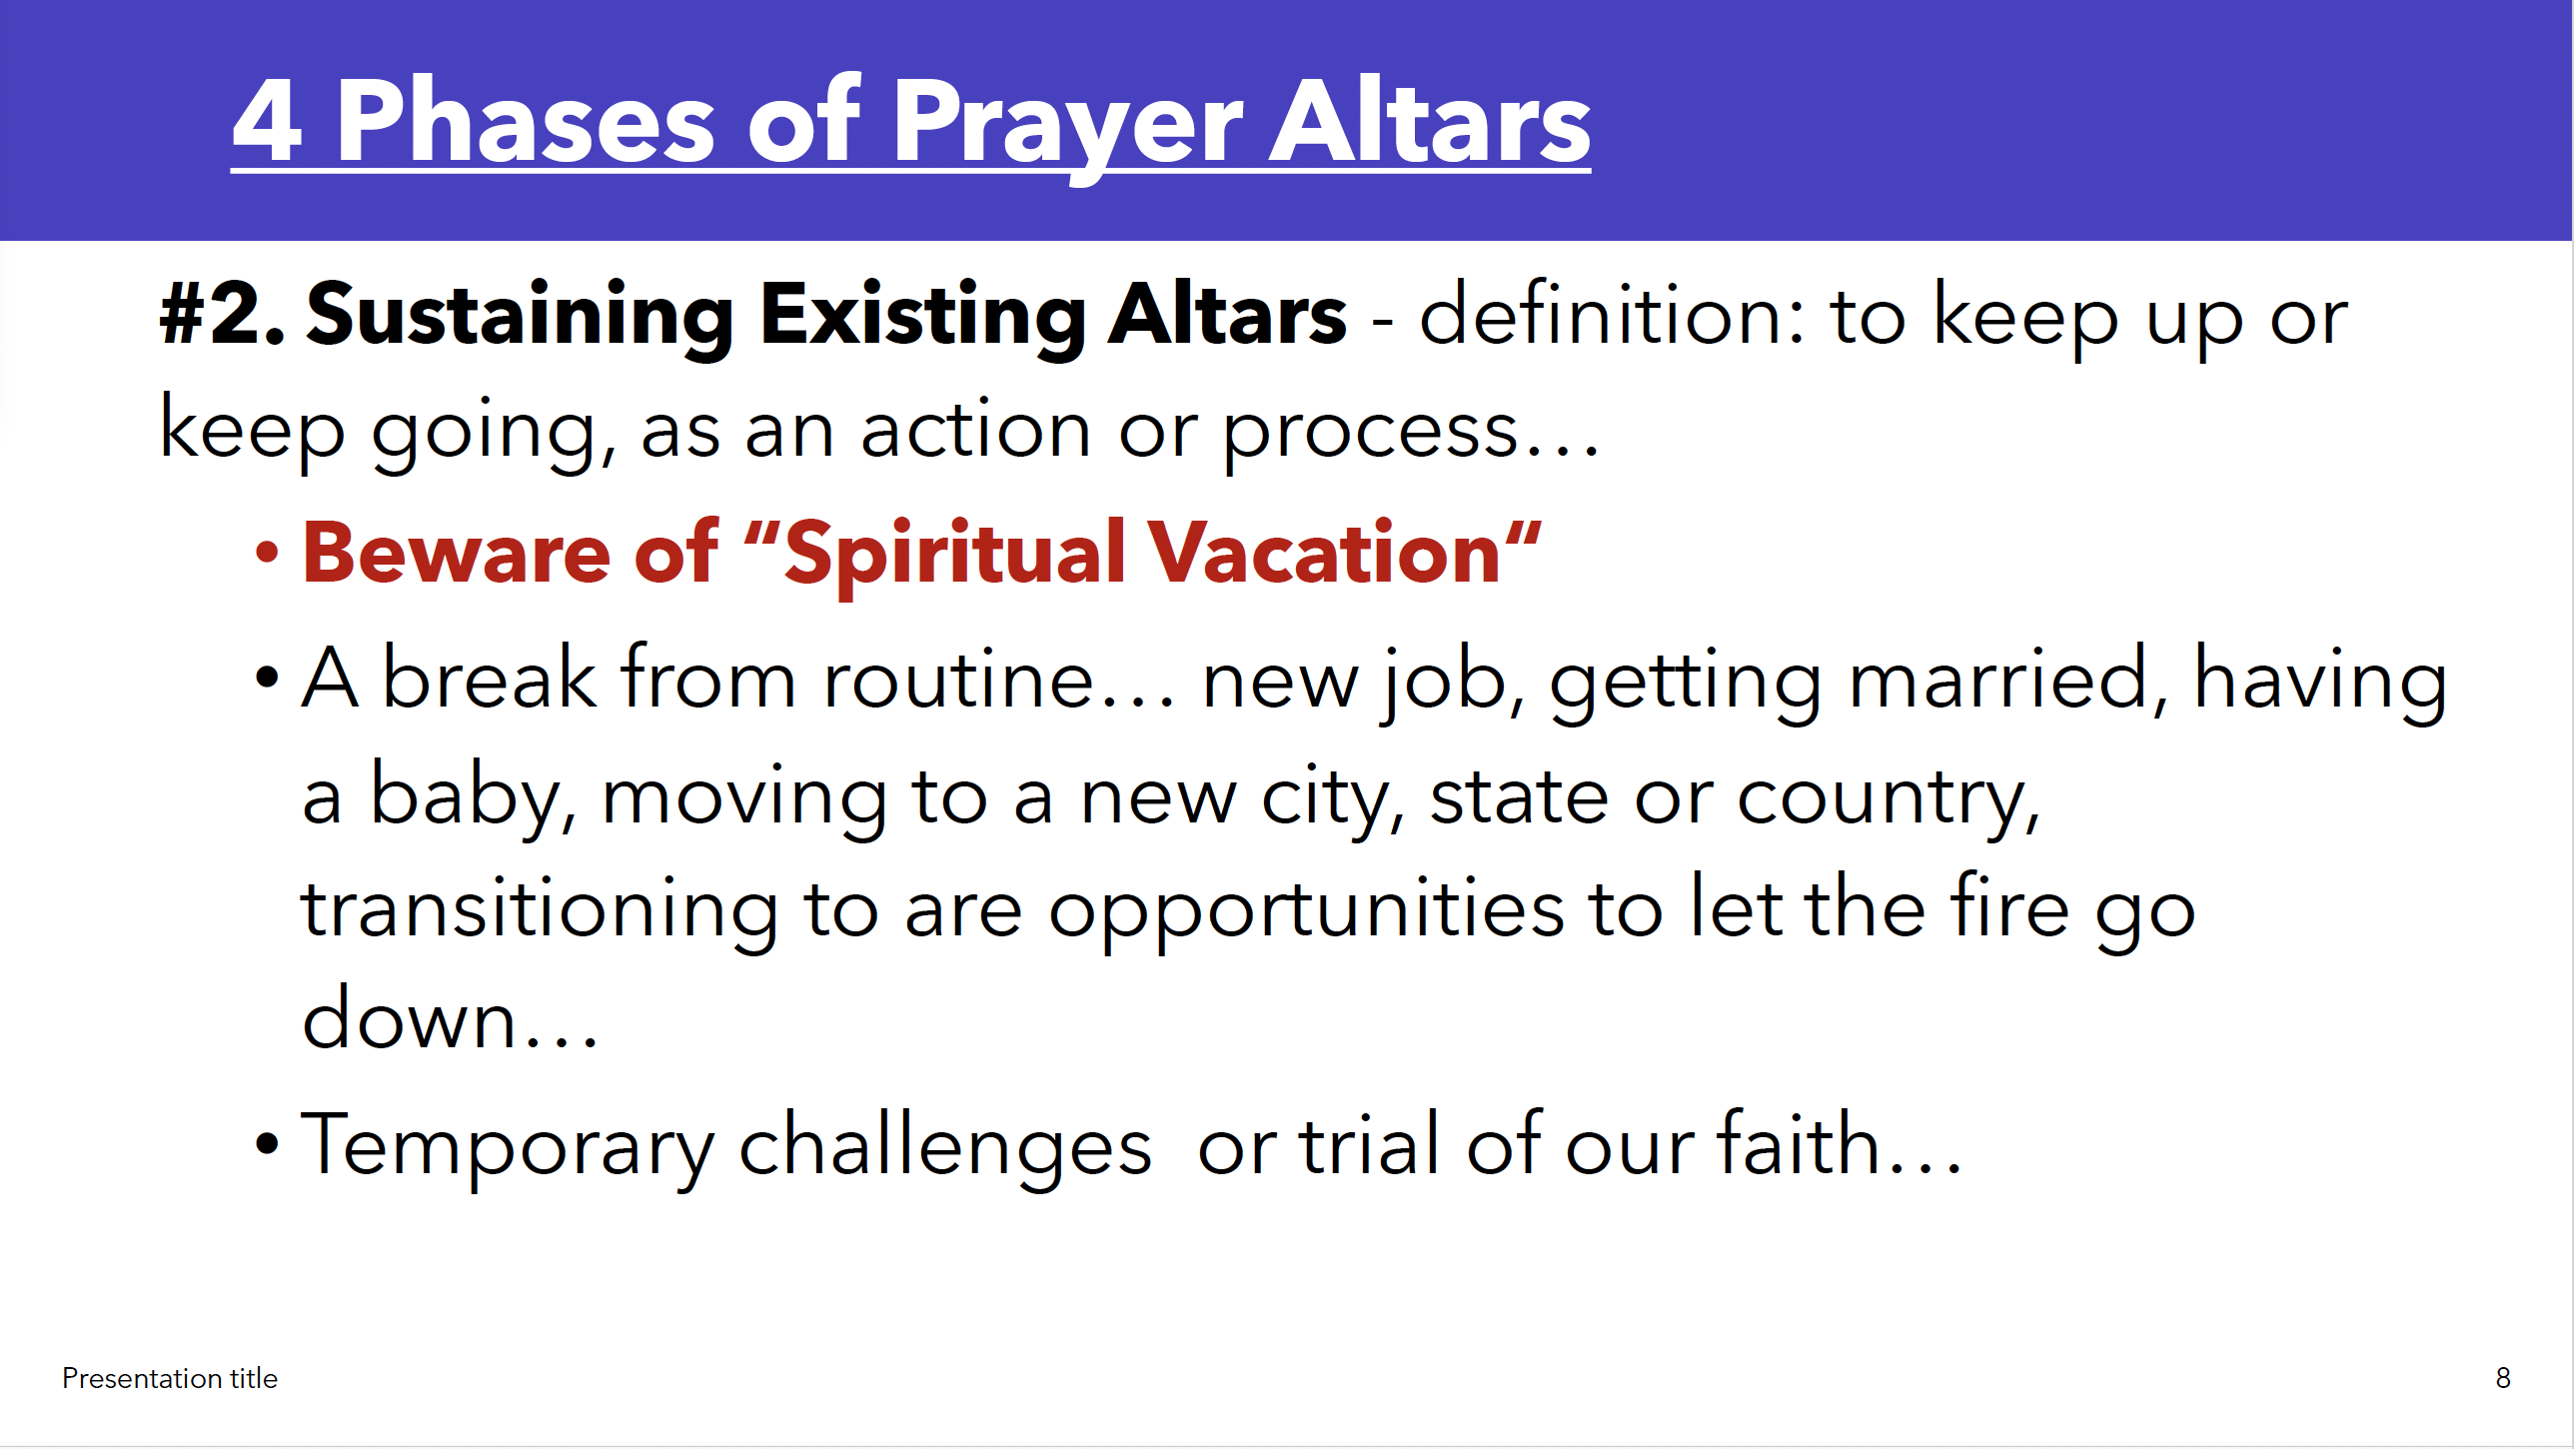 4 Phases of Prayer Altars
#2. Sustaining Existing Altars - definition: to keep up or
keep going, as an action or process...
• Beware of “Spiritual Vacation“
• A break from routine... new job, getting married, having
a baby, moving to a new city, state or country,
transitioning to are opportunities to let the fire go
down...
• Temporary challenges  or trial of our faith...
Presentation title
8